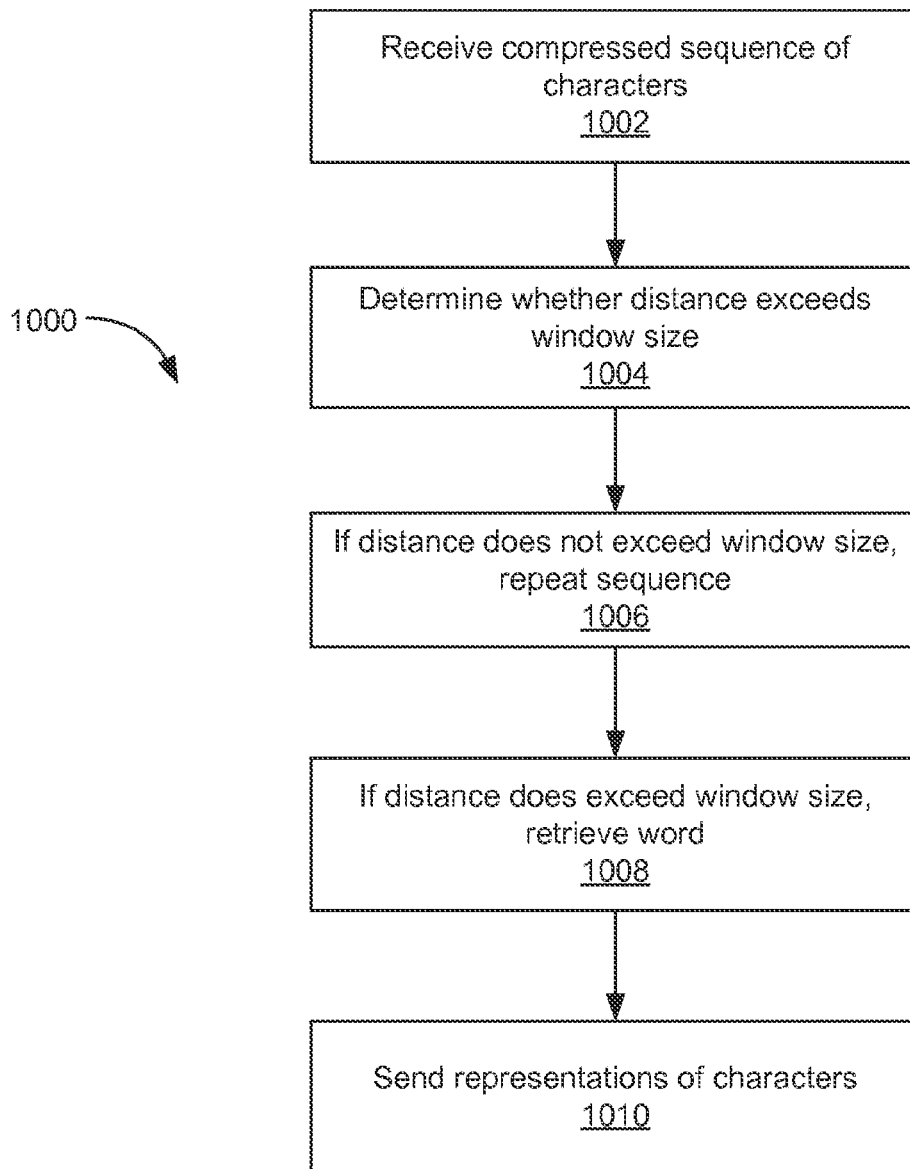 Receive compressed sequence of
characters
1002
Determine whether distance exceeds
window size
1004
1000
If distance does not exceed window size,
repeat sequence
1006
If distance does exceed window size,
retrieve word
1008
Send representations of characters
1010